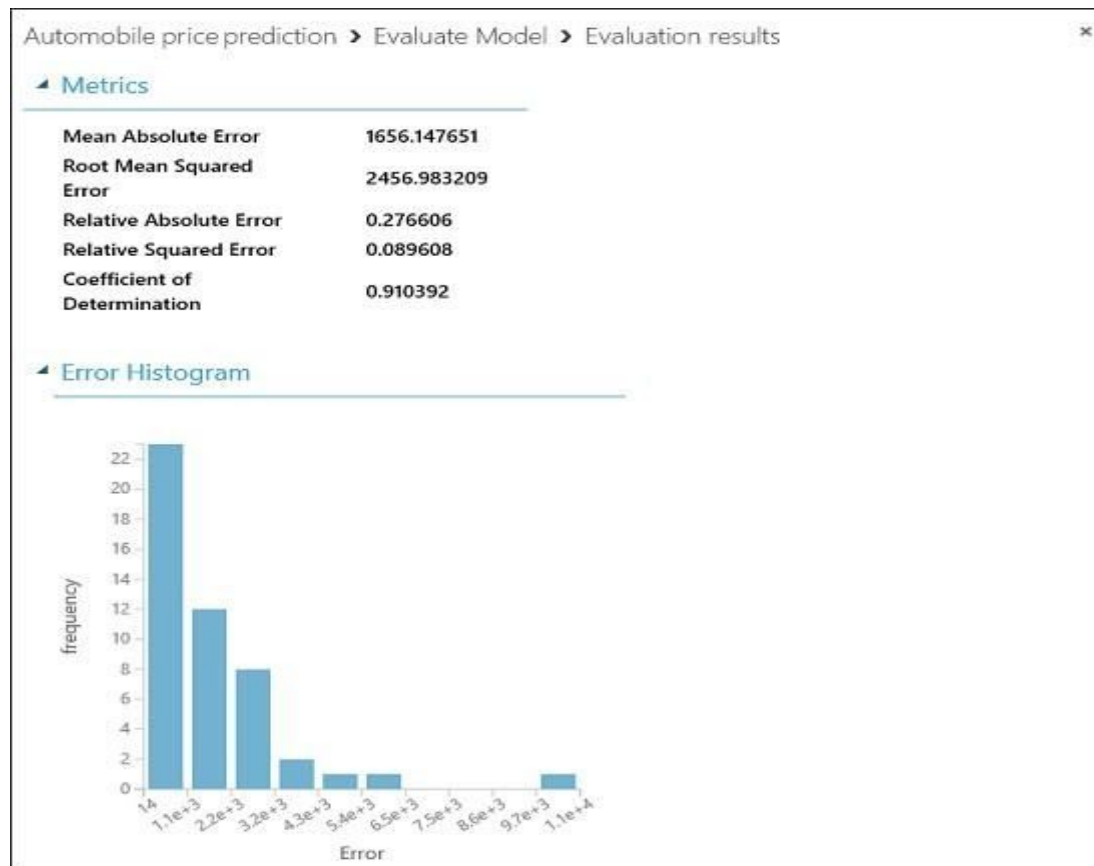 Automobile price prediction > Evaluate Model > Evaluation results ×
Metrics
Mean Absolute Error 1656.147651
Root Mean Squared
Error 2456.983209
Relative Absolute Error 0.276606
Relative Squared Error 0.089608
Coefficient of
Determination 0.910392
Error Histogram
22
20
18
16
14
12
10
8
6
4
2
0
frequency
14 1.1e+3 2.2e+3 3.2e+3 4.3e+3 5.4e+3 6.5e+3 7.5e+3 8.6e+3 9.7e+3 1.1e+4
Error